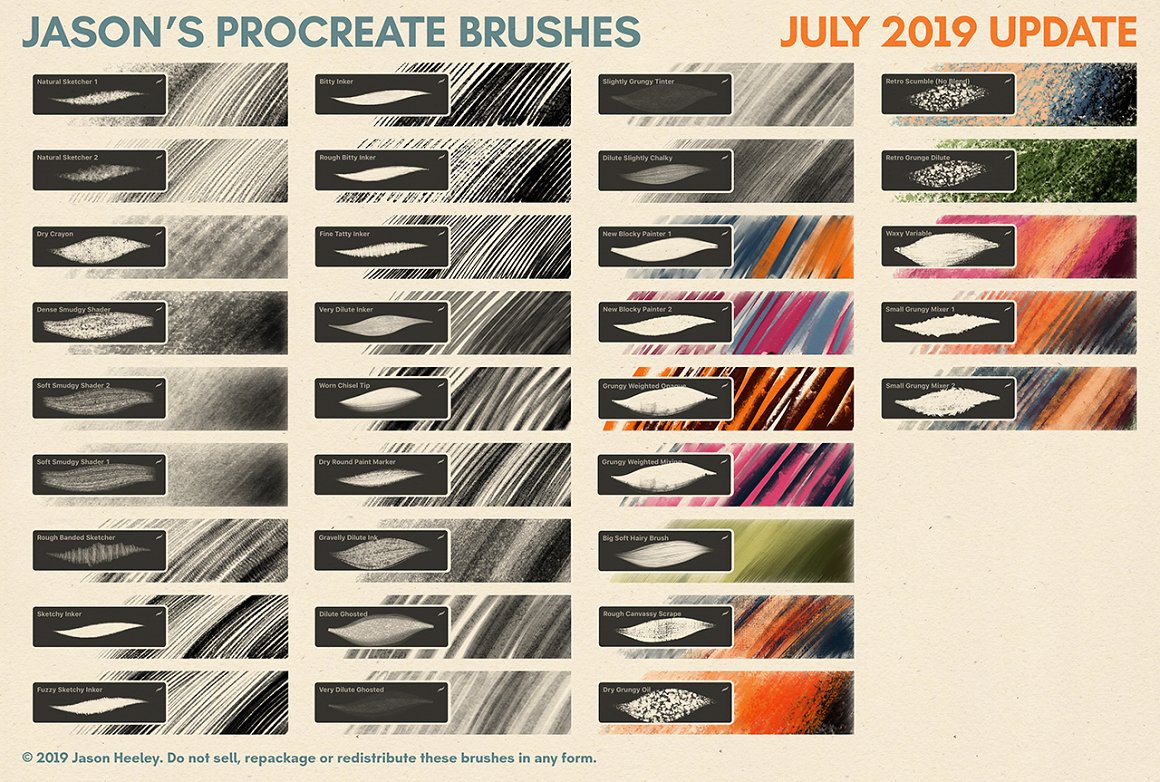 JASON'S PROCREATE BRUSHES
JULY 2019 UPDATE
Natural Sketcher 1
Natural Sketcher 2
Dry Crayon
Dense Smudgy Shader
Soft Smudgy Shader 2
Soft Smudgy Shader 1
Rough Banded Sketcher
Sketchy Inker
Fuzzy Sketchy Inker
Bitty Inker
Rough Bitty Inker
Fine Tatty Inker
Very Dilute Inker
Worn Chisel Tip
Dry Round Paint Marker
Gravelly Dilute Ink
Dilute Ghosted
Very Dilute Ghosted
Slightly Grungy Tinter
Dilute Slightly Chalky
New Blocky Painter 1
New Blocky Painter 2
Grungy Weighted Opaque
Grungy Weighted Mixing
Big Soft Hairy Brush
Rough Canvassy Scrape
Dry Grungy Oil
Retro Scumble (No Blend)
Retro Grunge Dilute
Waxy Variable
Small Grungy Mixer 1
Small Grungy Mixer 2
© 2019 Jason Heeley. Do not sell, repackage or redistribute these brushes in any form.